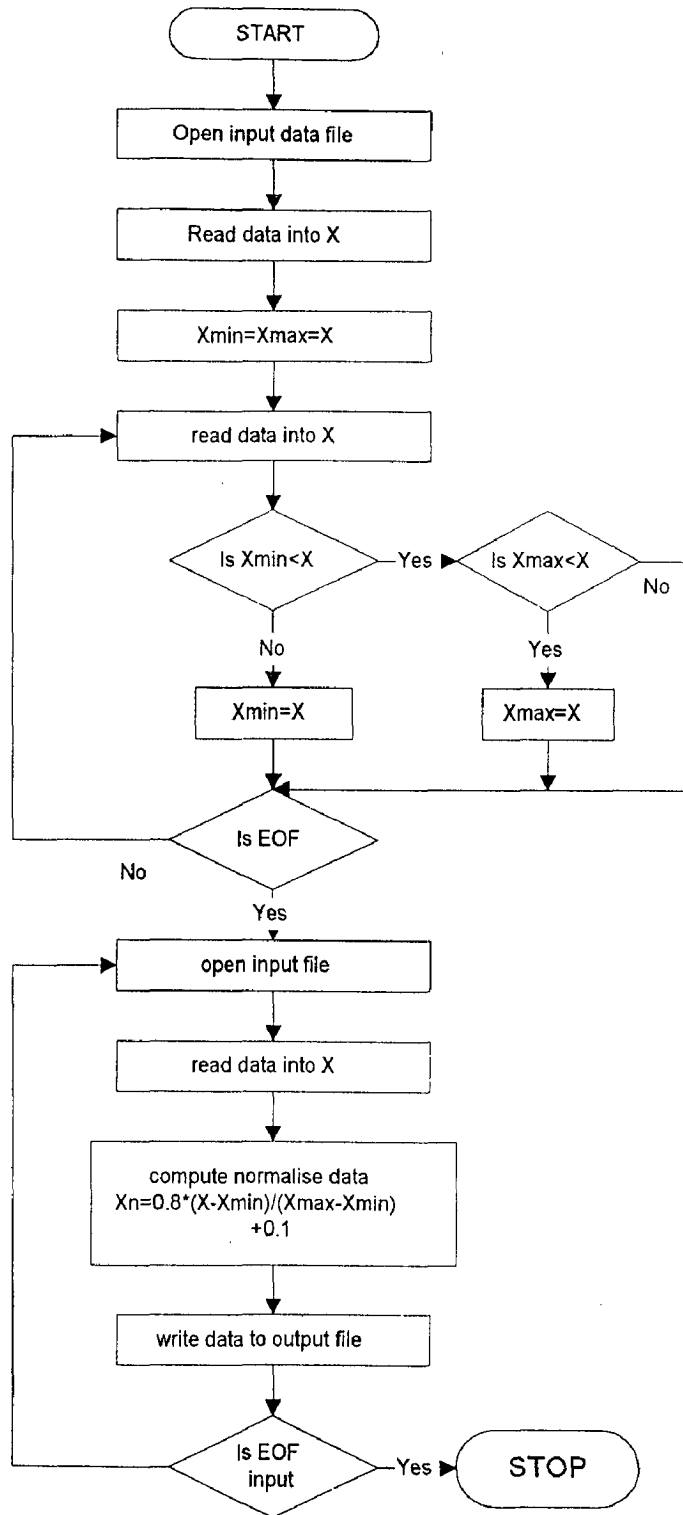 START
Open input data file
Read data into X
Xmin=Xmax=X
read data into X
Is Xmin<X
Yes
Is Xmax<X
No
No
Yes
Xmin=X
Xmax=X
Is EOF
No
Yes
open input file
read data into X
compute normalise data
Xn=0.8*(X-Xmin)/(Xmax-Xmin)
+0.1
write data to output file
Is EOF
input
Yes
STOP